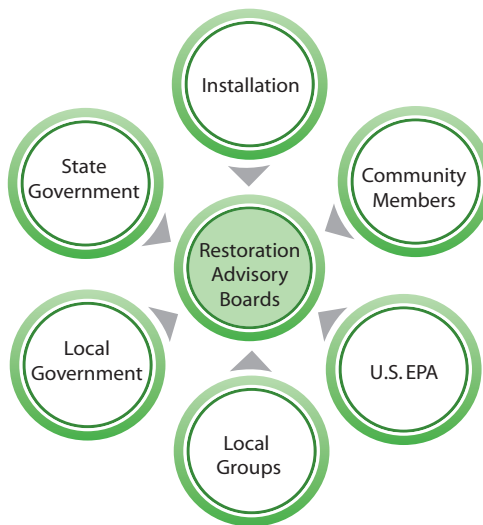 Installation
State
Government
Community
Members
Restoration
Advisory
Boards
Local
Government
U.S. EPA
Local
Groups